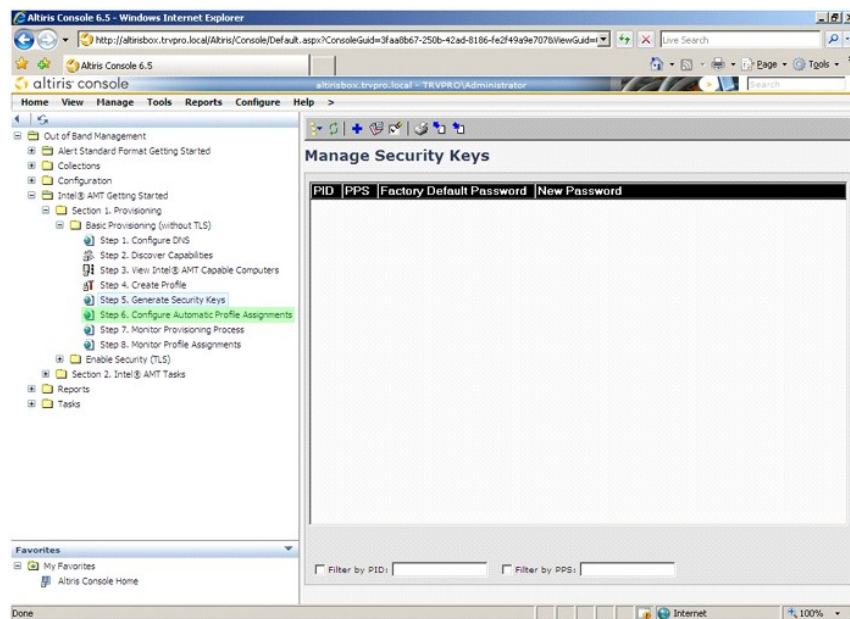 Altiris Console 6.5 - Windows Internet Explorer
http://altirisbox.trvpro.local/Altiris/Console/Default.aspx?ConsoleGuid=3faa8b67-250b-42ad-8186-fe2f49a9e707&ViewGuid=
Live Search
Altiris Console 6.5
Page
Tools
altiris console
altirisbox.trvpro.local - TRVPRO\Administrator
Search
Home View Manage Tools Reports Configure Help >
Out of Band Management
Alert Standard Format Getting Started
Collections
Configuration
Intel® AMT Getting Started
Section 1. Provisioning
Basic Provisioning (without TLS)
Step 1. Configure DNS
Step 2. Discover Capabilities
Step 3. View Intel® AMT Capable Computers
Step 4. Create Profile
Step 5. Generate Security Keys
Step 6. Configure Automatic Profile Assignments
Step 7. Monitor Provisioning Process
Step 8. Monitor Profile Assignments
Enable Security (TLS)
Section 2. Intel® AMT Tasks
Reports
Tasks
Manage Security Keys
PID PPS Factory Default Password New Password
Filter by PID: Filter by PPS:
Favorites
My Favorites
Altiris Console Home
Done
Internet
100%